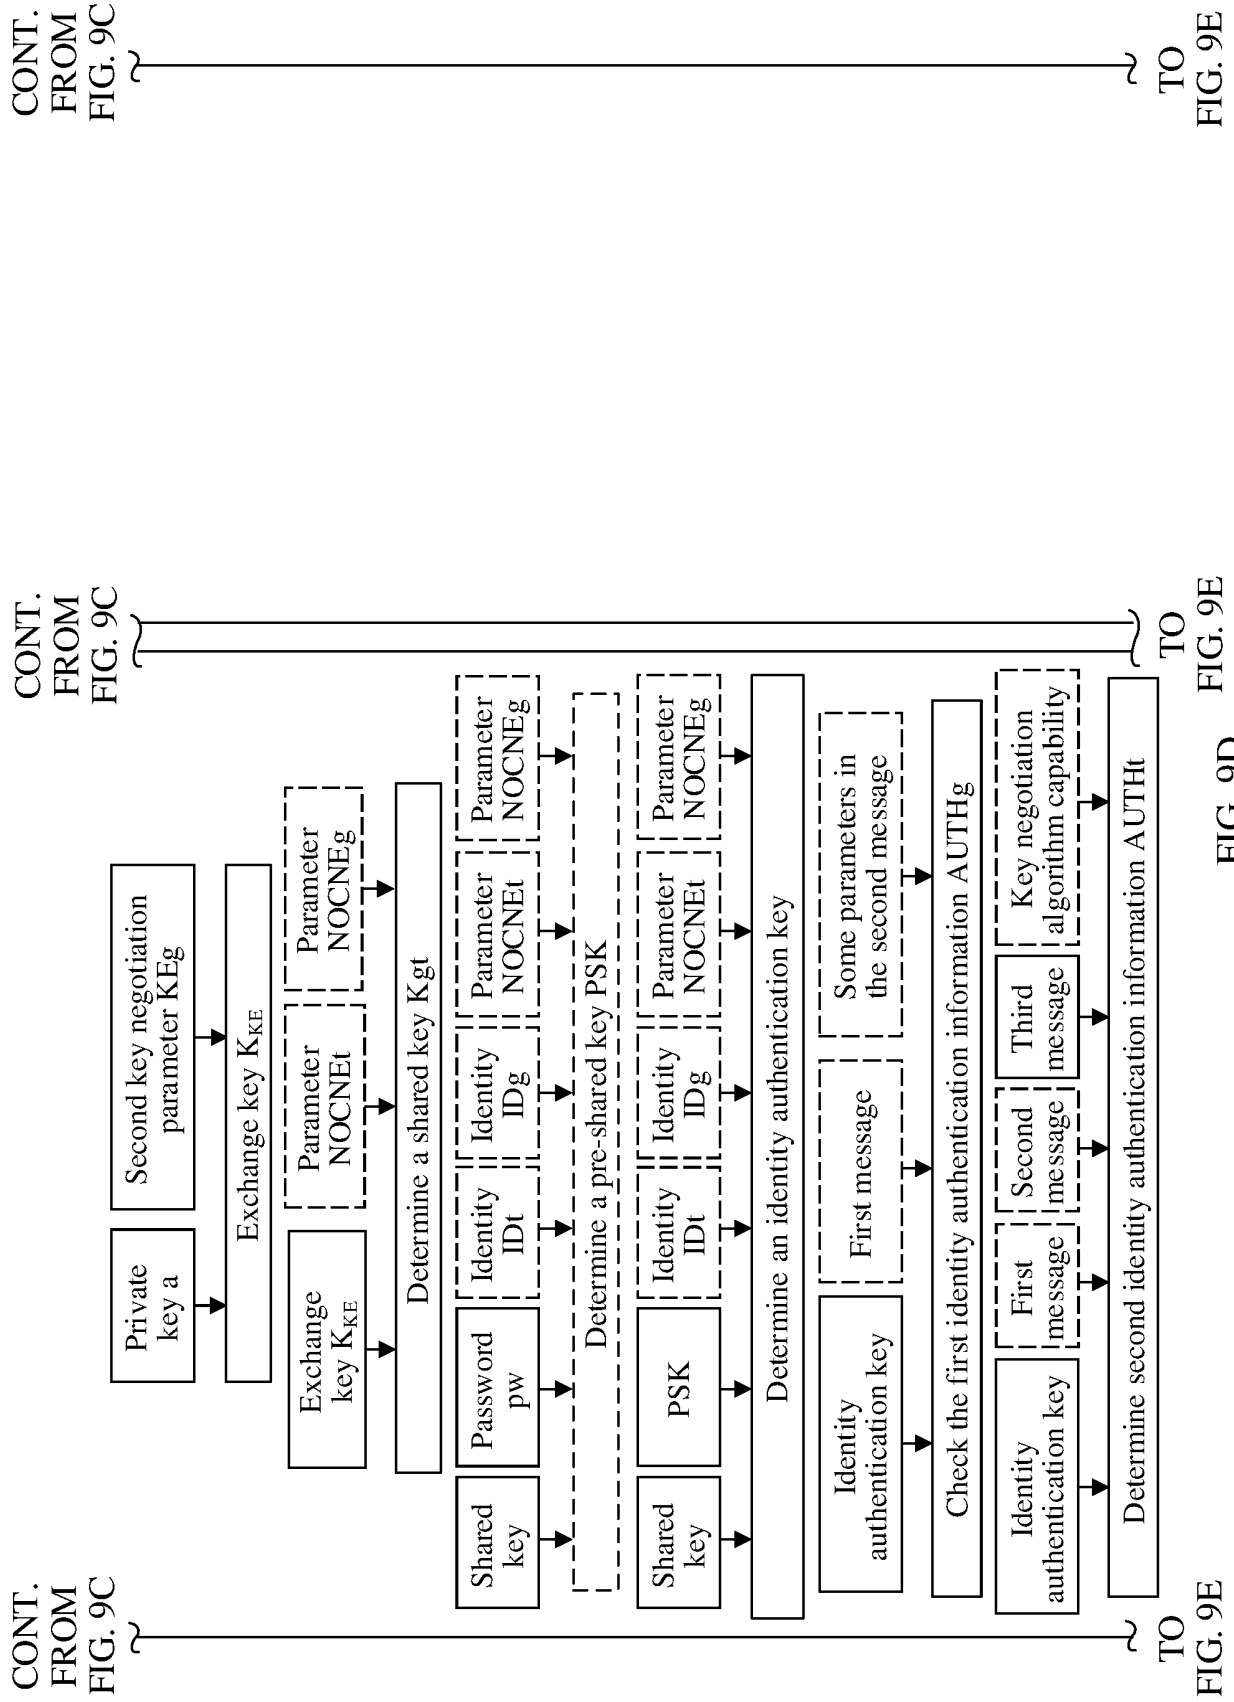 CONT.
FROM
FIG. 9C
CONT.
FROM
FIG. 9C
CONT.
FROM
FIG. 9C
Private
key a
Second key negotiation
parameter KEg
Exchange key KKE
Exchange
key KKE
Parameter
NOCNEt
Parameter
NOCNEg
Determine a shared key Kgt
Shared
key
Password
pw
Identity
IDt
Identity
IDg
Parameter
NOCNEt
Parameter
NOCNEg
Determine a pre-shared key PSK
Shared
key
PSK
Identity
IDt
Identity
IDg
Parameter
NOCNEt
Parameter
NOCNEg
Determine an identity authentication key
Identity
authentication key
First message
Some parameters in
the second message
Check the first identity authentication information AUTHg
Identity
authentication key
First
message
Second
message
Third
message
Key negotiation
algorithm capability
Determine second identity authentication information AUTHt
TO
FIG. 9E
TO
FIG. 9E
TO
FIG. 9E
FIG. 9D